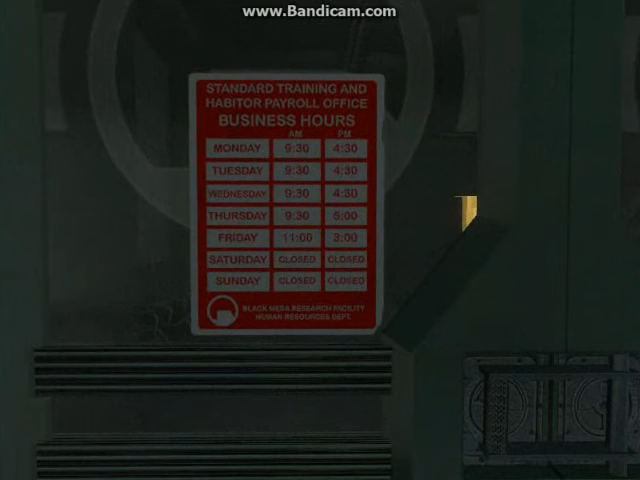 www.Bandicam.com
STANDARD TRAINING AND
HABITOR PAYROLL OFFICE
BUSINESS HOURS
AM PM
MONDAY 9:30 4:30
TUESDAY 9:30 4:30
WEDNESDAY 9:30 4:30
THURSDAY 9:30 5:00
FRIDAY 11:00 3:00
SATURDAY CLOSED CLOSED
SUNDAY CLOSED CLOSED
BLACK MESA RESEARCH FACILITY
HUMAN RESOURCES DEPT.